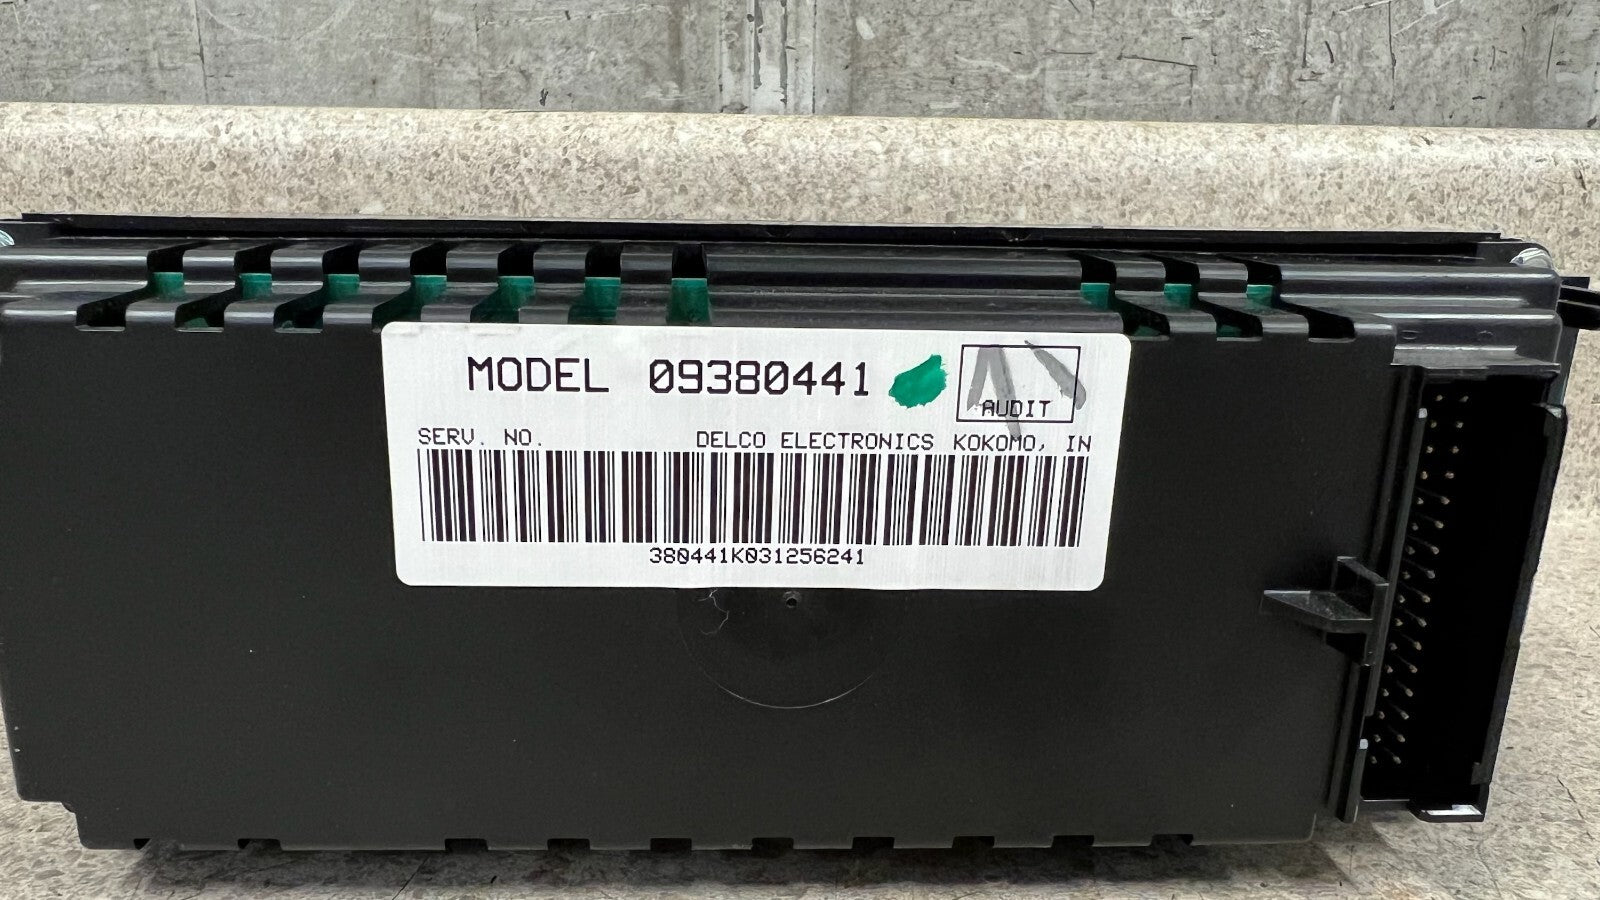 MODEL 09380441
AUDIT
SERV. NO. DELCO ELECTRONICS KOKOMO, IN
380441K031256241